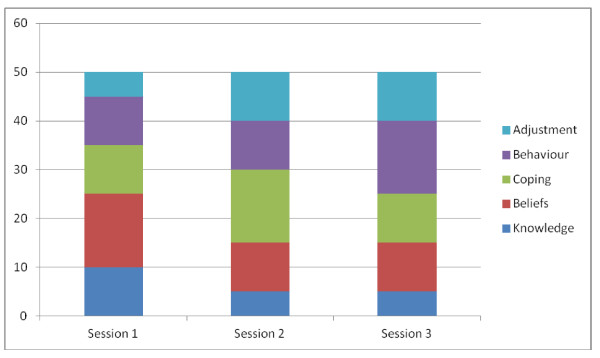 60
50
40
30
20
10
0
Session 1 Session 2 Session 3
Adjustment
Behaviour
Coping
Beliefs
Knowledge